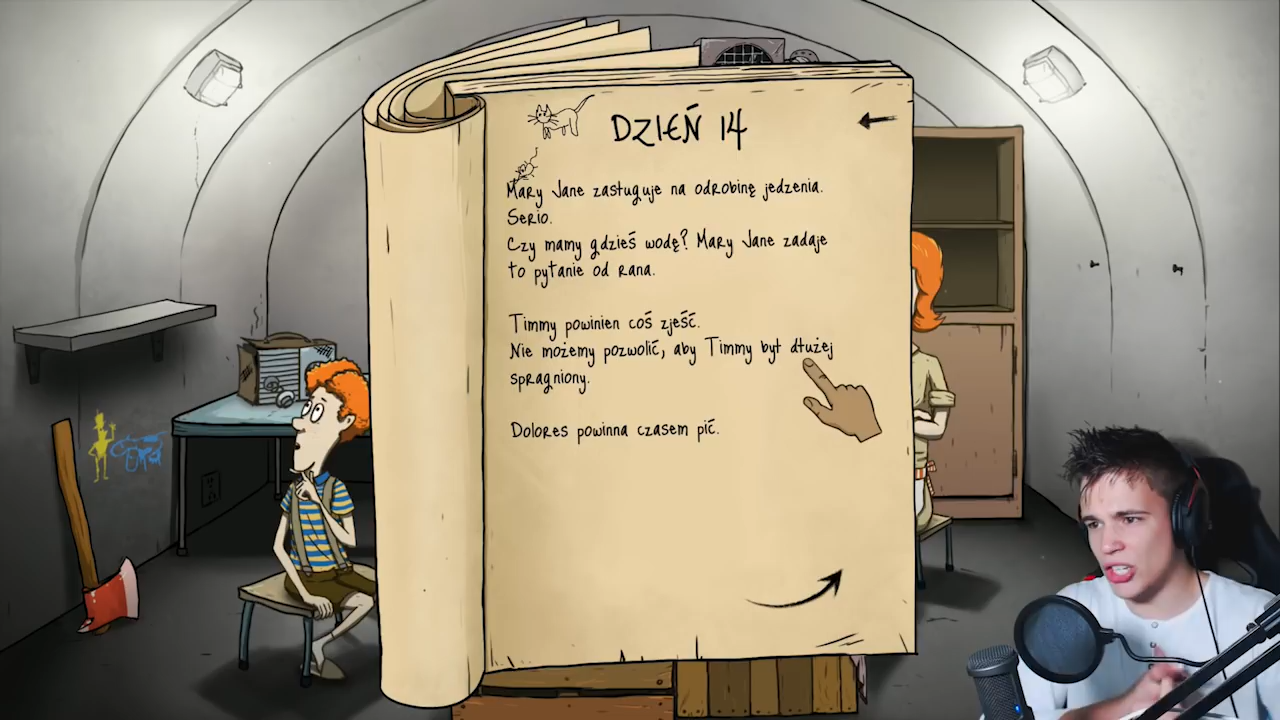 DZIEŃ 14
Mary Jane zasługuje na odrobinę jedzenia.
Serio.
Czy mamy gdzieś wodę? Mary Jane zadaje
to pytanie od rana.
Timmy powinien coś zjeść.
Nie możemy pozwolić, aby Timmy był dłużej
spragniony.
Dolores powinna czasem pić.